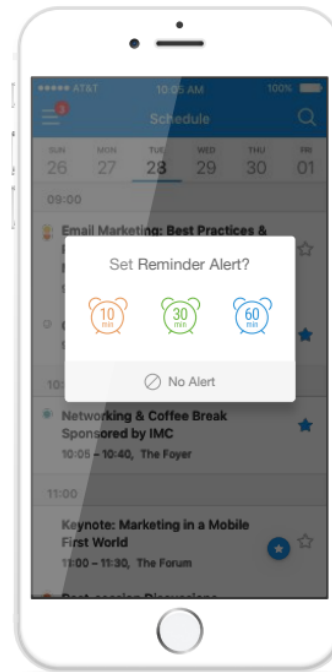 AT&T 10:05 AM 100%
3
Schedule
SUN MON TUE WED THU FRI
26 27 28 29 30 01
09:00
Email Marketing: Best Practices &
Set Reminder Alert?
10 min 30 min 60 min
No Alert
10:
Networking & Coffee Break
Sponsored by IMC
10:05 – 10:40, The Foyer
11:00
Keynote: Marketing in a Mobile
First World
11:00 – 11:30, The Forum